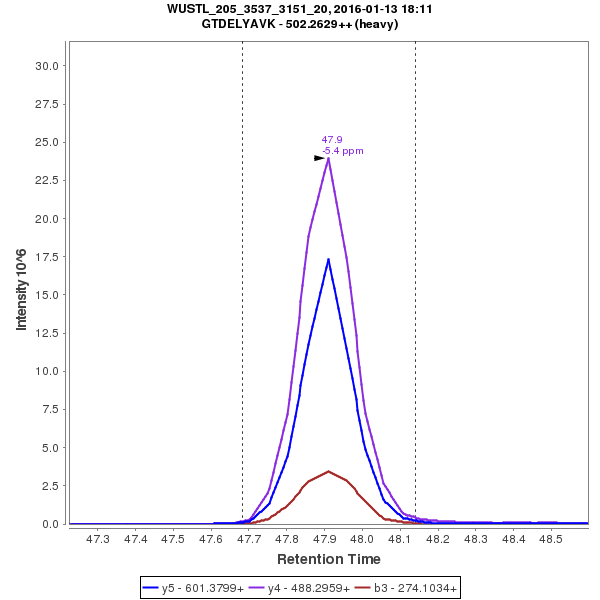 WUSTL_205_3537_3151_20, 2016-01-13 18:11
GTDELYAVK - 502.2629++ (heavy)
Intensity 10^6
30.0
27.5
25.0
22.5
20.0
17.5
15.0
12.5
10.0
7.5
5.0
2.5
0.0
47.9
-5.4 ppm
47.3 47.4 47.5 47.6 47.7 47.8 47.9 48.0 48.1 48.2 48.3 48.4 48.5
Retention Time
y5 - 601.3799+ y4 - 488.2959+ b3 - 274.1034+